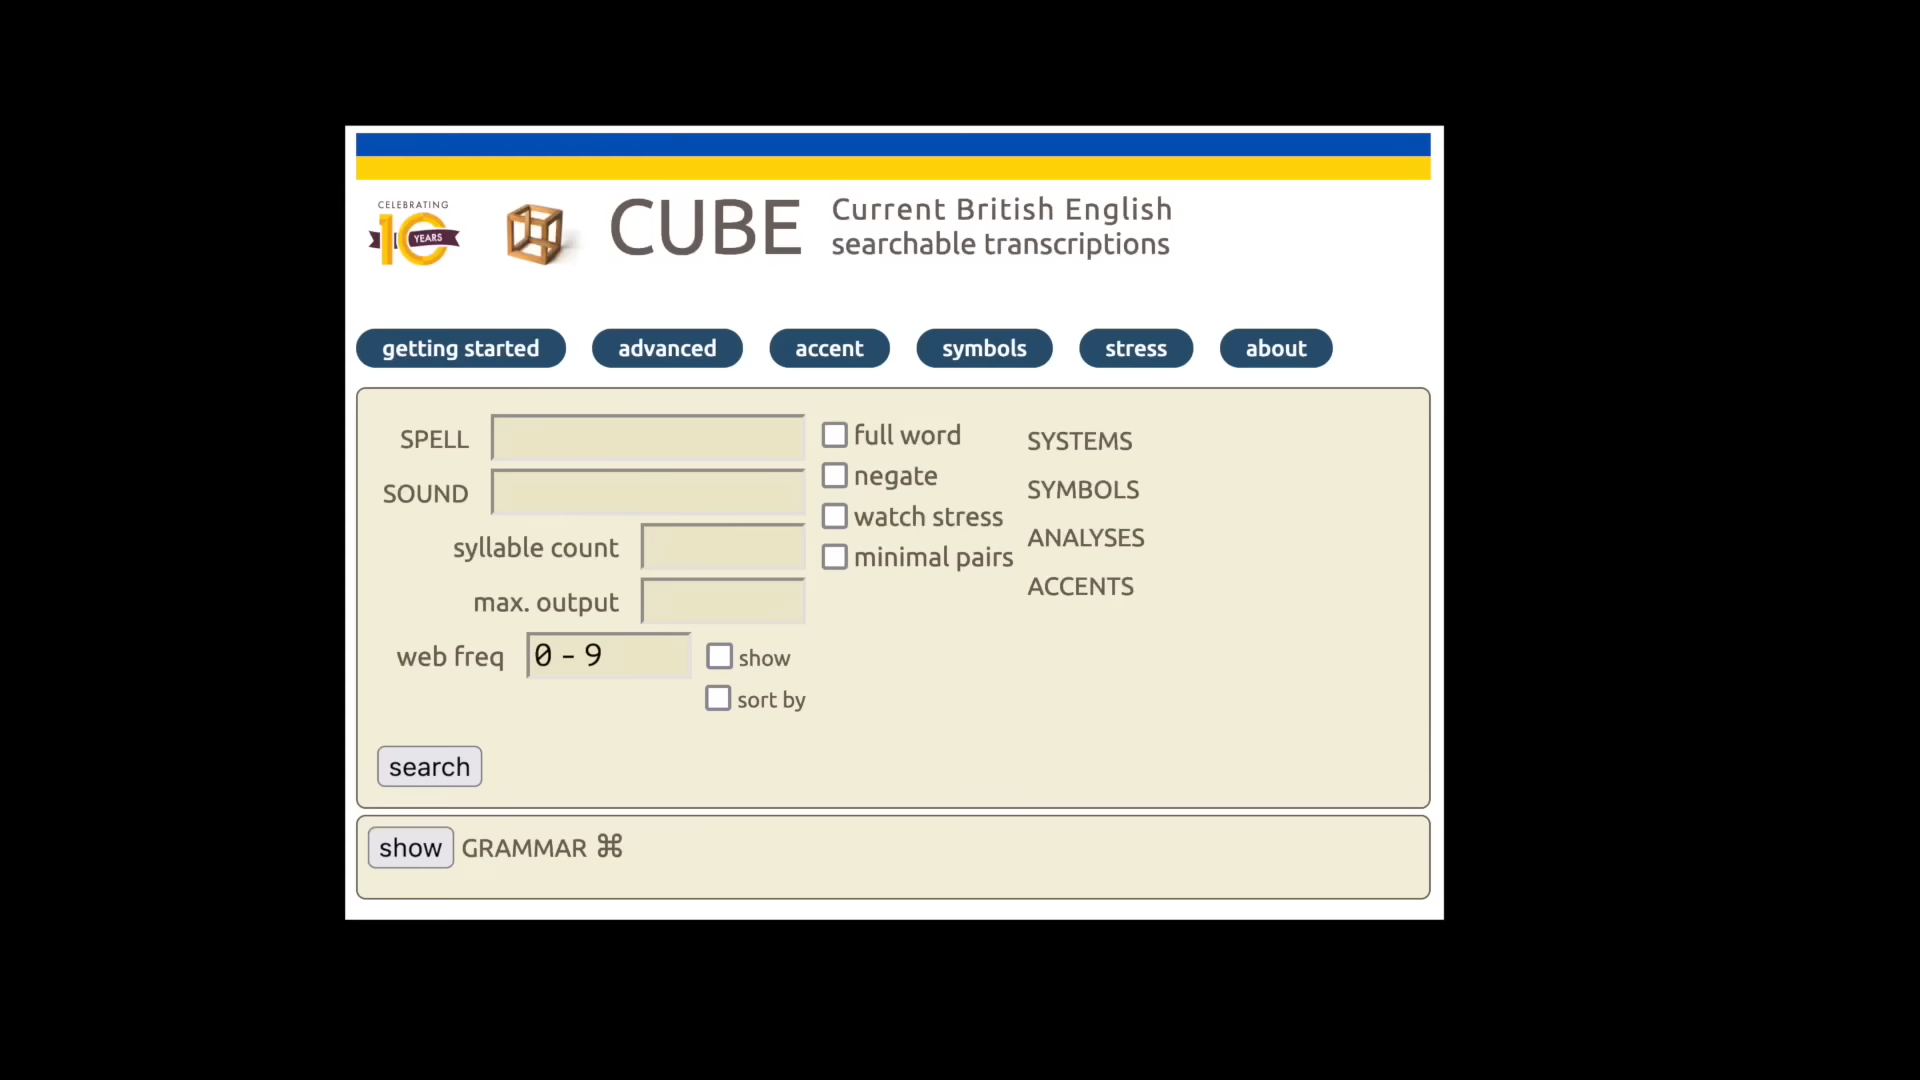 CELEBRATING
10
YEARS
CUBE
Current British English
searchable transcriptions
getting started
advanced
accent
symbols
stress
about
SPELL
full word
SYSTEMS
SOUND
negate
SYMBOLS
syllable count
watch stress
ANALYSES
max. output
minimal pairs
ACCENTS
web freq
0 - 9
show
sort by
search
show
GRAMMAR ⌘